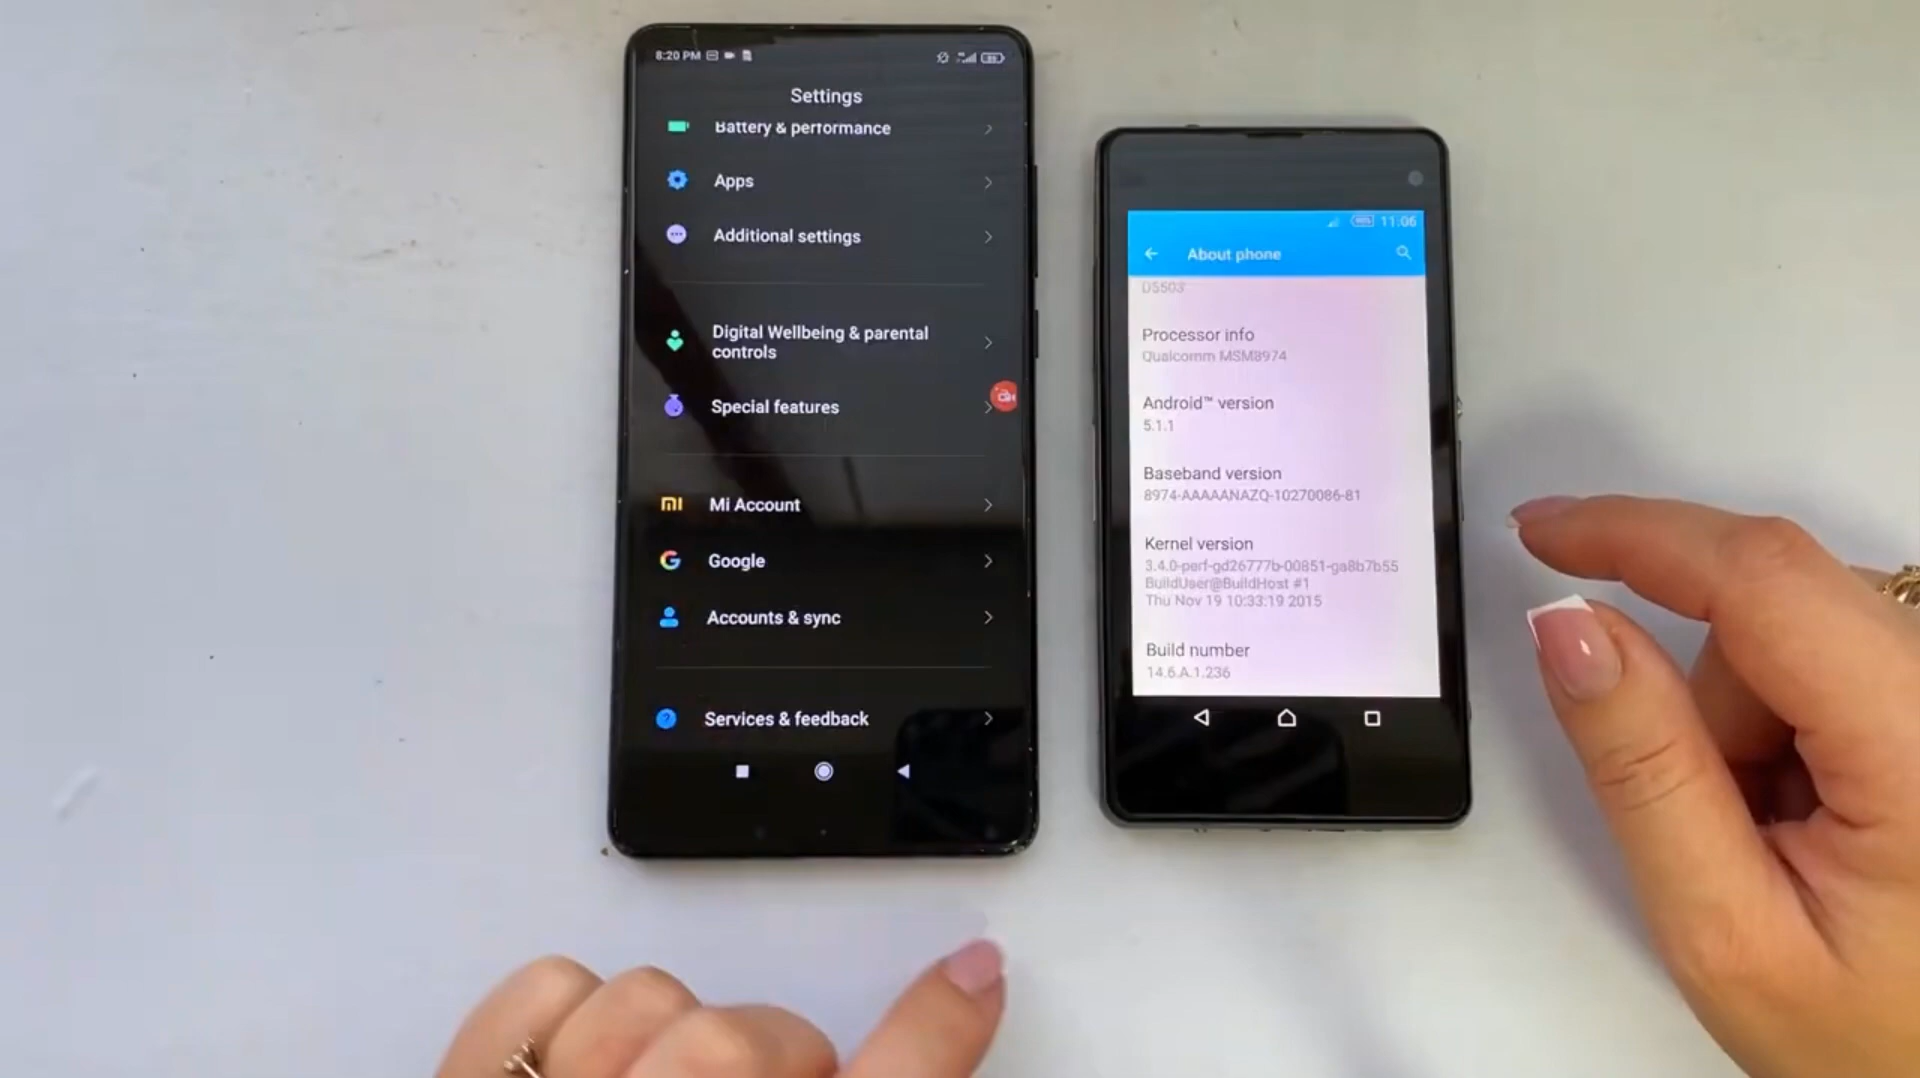 8:20 PM
Settings
Battery & performance
Apps
Additional settings
Digital Wellbeing & parental
controls
Special features
Mi Account
Google
Accounts & sync
Services & feedback
11:06
About phone
D5503
Processor info
Qualcomm MSM8974
Android™ version
5.1.1
Baseband version
8974-AAAAANAZQ-10270086-81
Kernel version
3.4.0-perf-gd26777b-00851-ga8b7b55
BuildUser@BuildHost #1
Thu Nov 19 10:33:19 2015
Build number
14.6.A.1.236